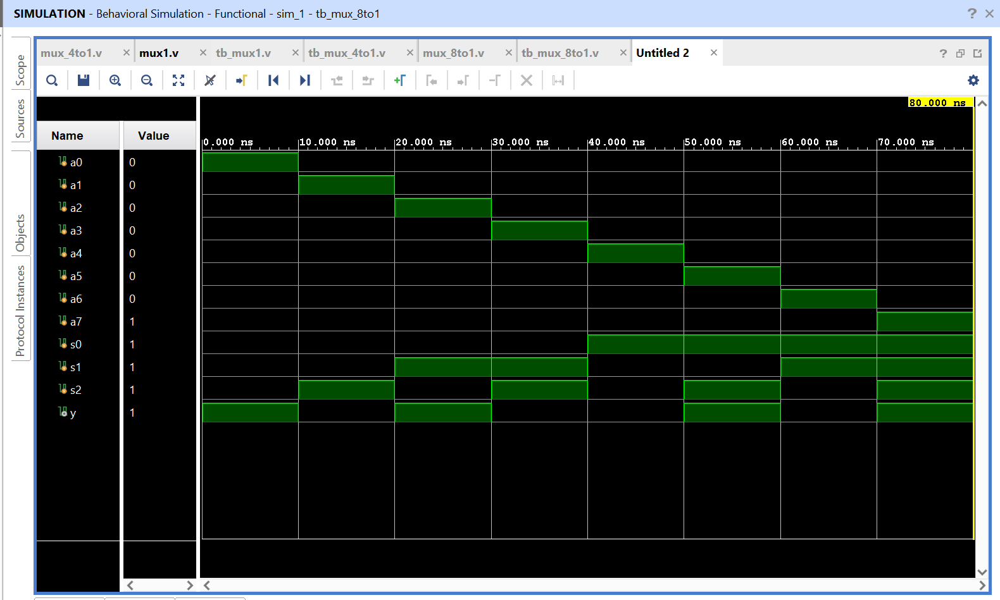 SIMULATION - Behavioral Simulation - Functional - sim_1 - tb_mux_8to1
mux_4to1.v
mux1.v
tb_mux1.v
tb_mux_4to1.v
mux_8to1.v
tb_mux_8to1.v
Untitled 2
Scope
Sources
Objects
Protocol Instances
80.000 ns
Name
Value
0.000 ns
10.000 ns
20.000 ns
30.000 ns
40.000 ns
50.000 ns
60.000 ns
70.000 ns
a0 0
a1 0
a2 0
a3 0
a4 0
a5 0
a6 0
a7 1
s0 1
s1 1
s2 1
y 1